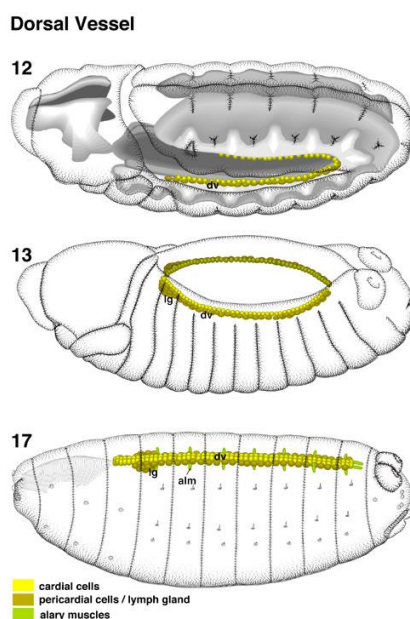 Dorsal Vessel
12
dv
13
lg
dv
17
dv
lg
alm
cardial cells
pericardial cells / lymph gland
alary muscles